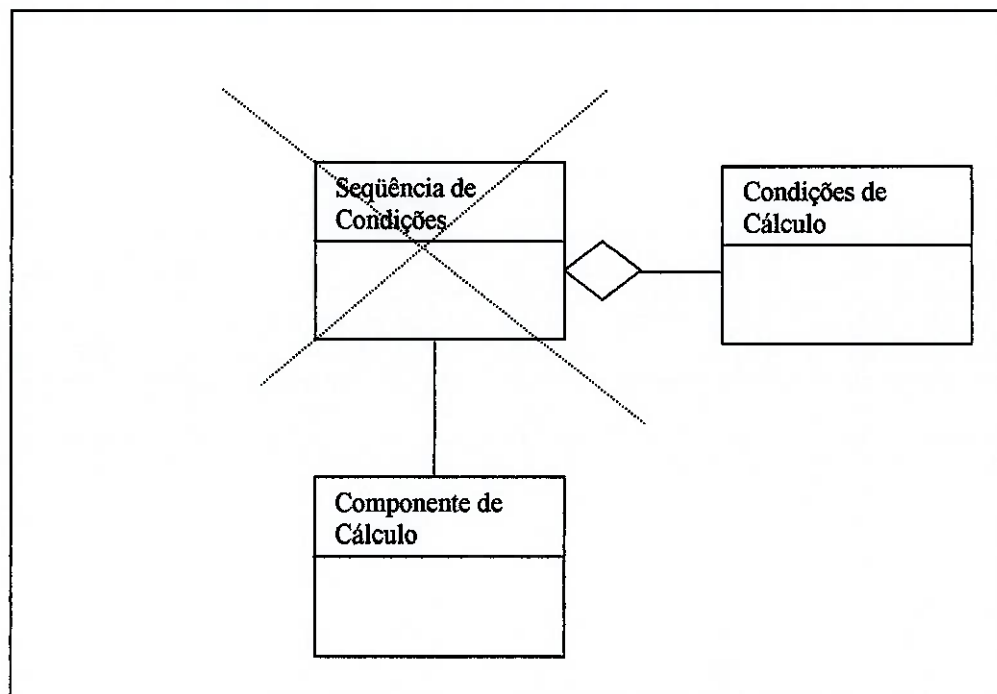 Seqüência de
Condições
Condições de
Cálculo
Componente de
Cálculo